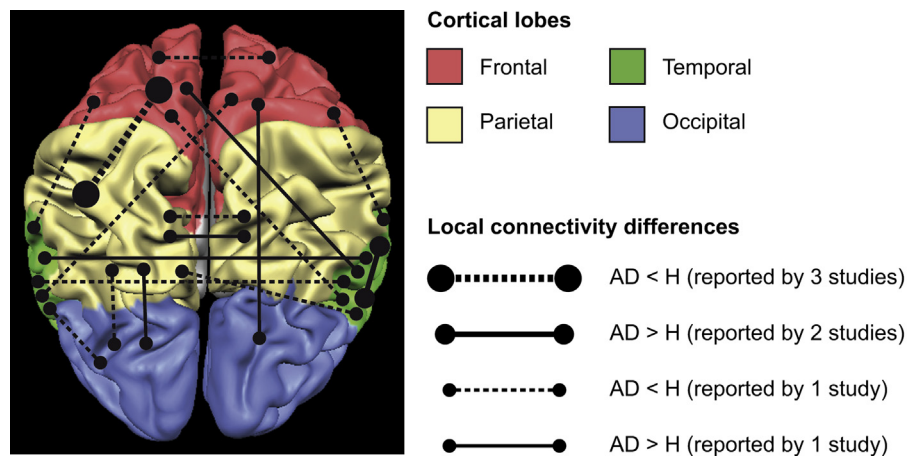 Cortical lobes
Frontal
Temporal
Parietal
Occipital
Local connectivity differences
AD < H (reported by 3 studies)
AD > H (reported by 2 studies)
AD < H (reported by 1 study)
AD > H (reported by 1 study)